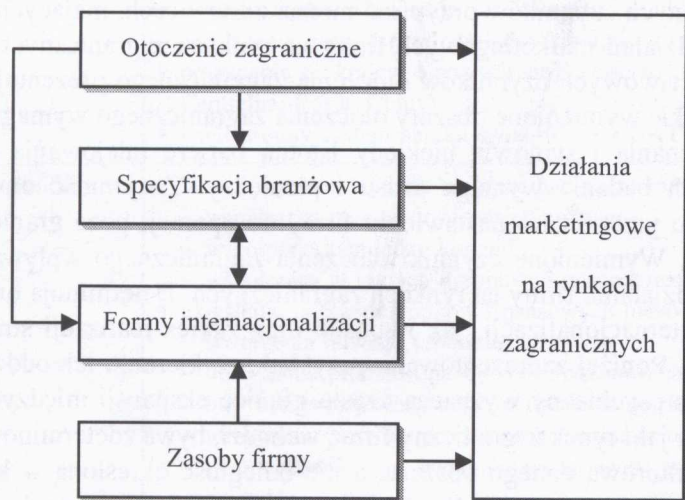 Otoczenie zagraniczne
Specyfikacja branżowa
Formy internacjonalizacji
Zasoby firmy
Działania
marketingowe
na rynkach
zagranicznych